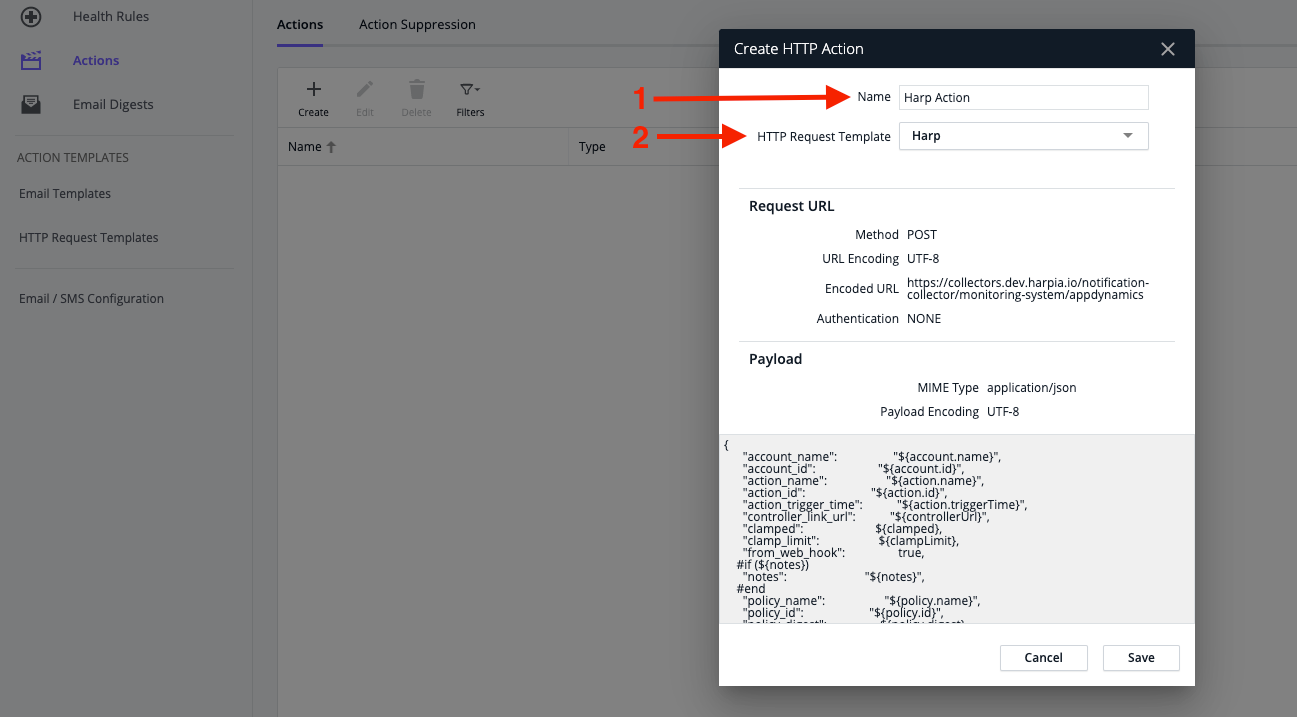 Health Rules
Actions
Email Digests
ACTION TEMPLATES
Email Templates
HTTP Request Templates
Email / SMS Configuration
Actions
Action Suppression
Create
Edit
Delete
Filters
Name
Type
Create HTTP Action
1
Name
Harp Action
2
HTTP Request Template
Harp
Request URL
Method POST
URL Encoding UTF-8
Encoded URL https://collectors.dev.harpia.io/notification-
collector/monitoring-system/appdynamics
Authentication NONE
Payload
MIME Type application/json
Payload Encoding UTF-8
{
"account_name": "${account.name}",
"account_id": "${account.id}",
"action_name": "${action.name}",
"action_id": "${action.id}",
"action_trigger_time": "${action.triggerTime}",
"controller_link_url": "${controllerUrl}",
"clamped": ${clamped},
"clamp_limit": ${clampLimit},
"from_web_hook": true,
#if (${notes})
"notes": "${notes}",
#end
"policy_name": "${policy.name}",
"policy_id": "${policy.id}",
"policy_digest": ${policy.digest},
Cancel
Save